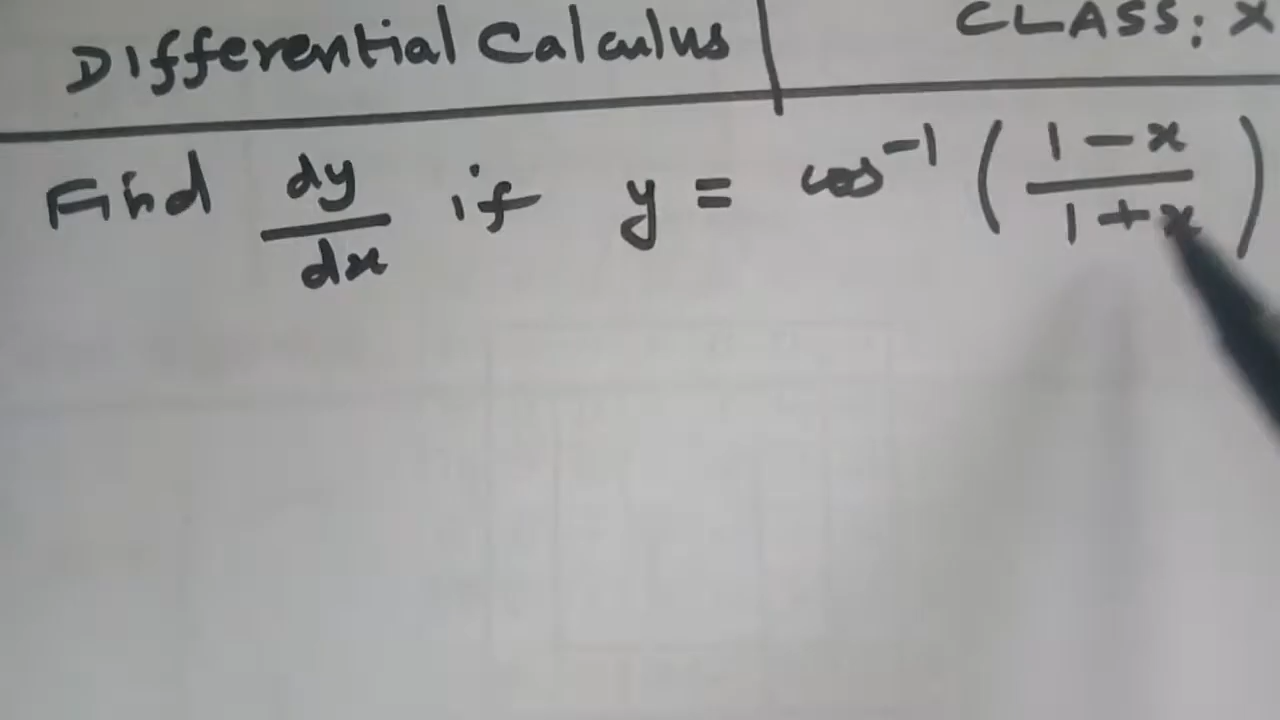 Differential Calculus | CLASS: X
Find dy/dx if y = cos⁻¹ ( (1-x)/(1+x) )